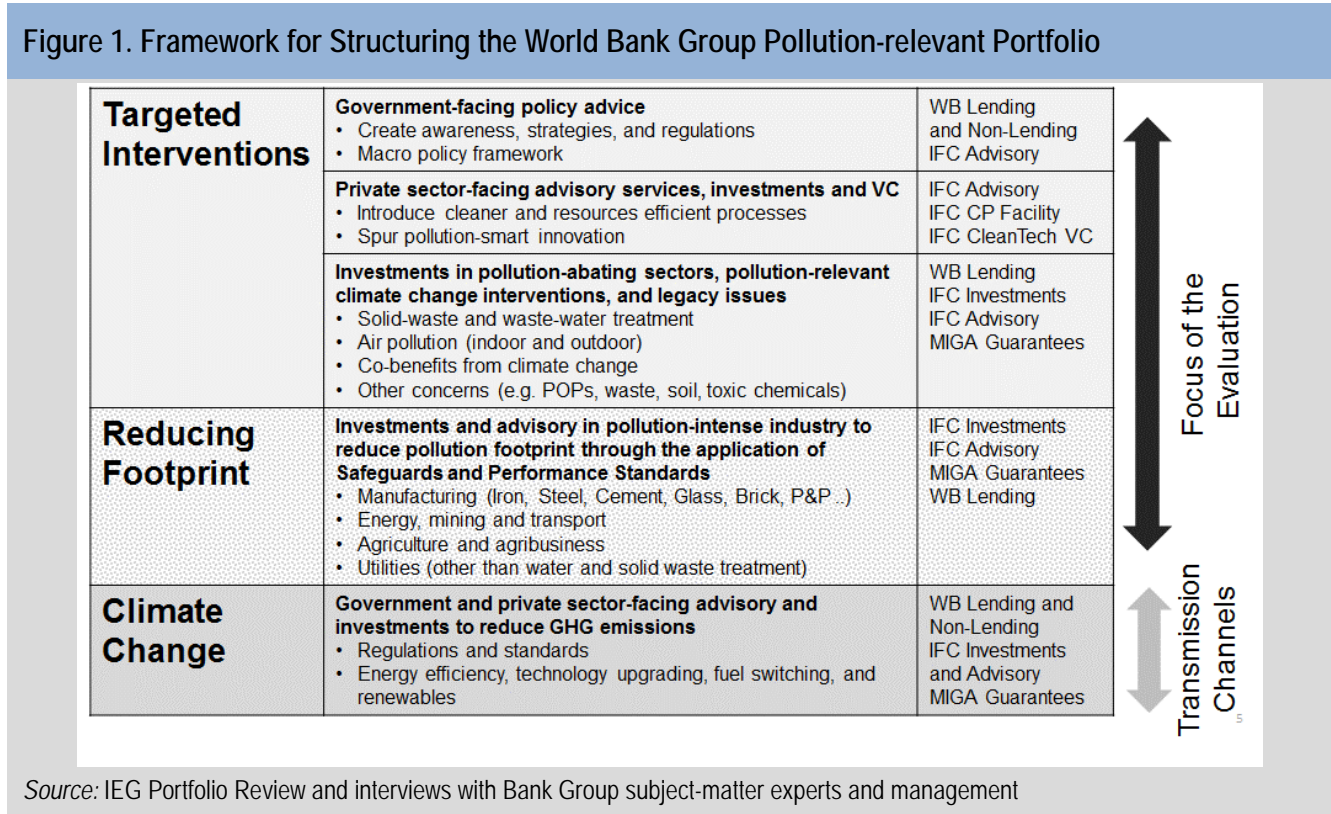 Figure 1. Framework for Structuring the World Bank Group Pollution-relevant Portfolio
Targeted
Interventions
Government-facing policy advice
• Create awareness, strategies, and regulations
• Macro policy framework
WB Lending
and Non-Lending
IFC Advisory
Private sector-facing advisory services, investments and VC
• Introduce cleaner and resources efficient processes
• Spur pollution-smart innovation
IFC Advisory
IFC CP Facility
IFC CleanTech VC
Investments in pollution-abating sectors, pollution-relevant
climate change interventions, and legacy issues
• Solid-waste and waste-water treatment
• Air pollution (indoor and outdoor)
• Co-benefits from climate change
• Other concerns (e.g. POPs, waste, soil, toxic chemicals)
WB Lending
IFC Investments
IFC Advisory
MIGA Guarantees
Reducing
Footprint
Investments and advisory in pollution-intense industry to
reduce pollution footprint through the application of
Safeguards and Performance Standards
• Manufacturing (Iron, Steel, Cement, Glass, Brick, P&P ..)
• Energy, mining and transport
• Agriculture and agribusiness
• Utilities (other than water and solid waste treatment)
IFC Investments
IFC Advisory
MIGA Guarantees
WB Lending
Focus of the
Evaluation
Climate
Change
Government and private sector-facing advisory and
investments to reduce GHG emissions
• Regulations and standards
• Energy efficiency, technology upgrading, fuel switching, and
renewables
WB Lending and
Non-Lending
IFC Investments
and Advisory
MIGA Guarantees
Transmission
Channels
5
Source: IEG Portfolio Review and interviews with Bank Group subject-matter experts and management